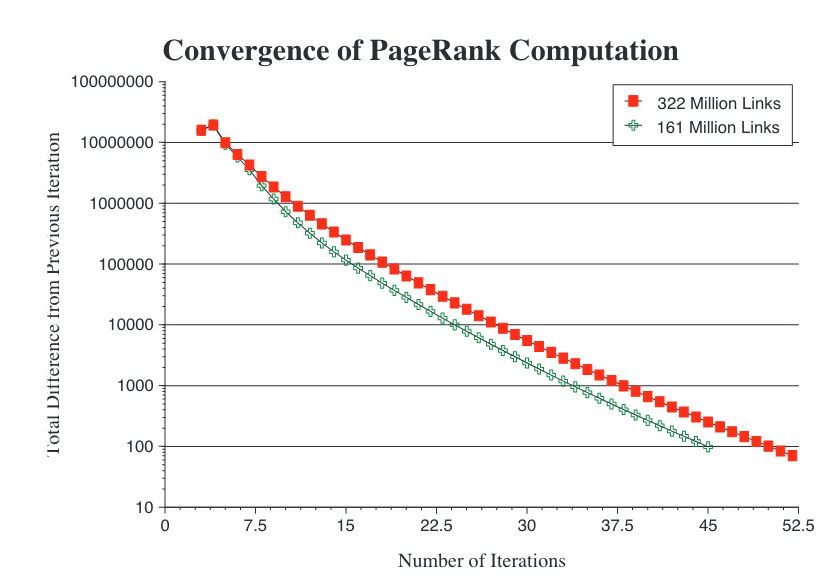 Convergence of PageRank Computation
100000000
10000000
1000000
100000
10000
1000
100
10
0 7.5 15 22.5 30 37.5 45 52.5
Total Difference from Previous Iteration
Number of Iterations
322 Million Links
161 Million Links